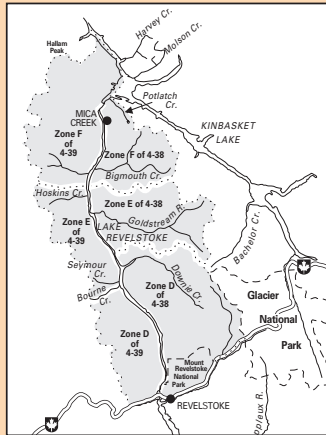 Harvey Cr.
Molson Cr.
Hallam
Peak
Potlatch
Cr.
MICA
CREEK
KINBASKET
LAKE
Zone F
of
4-39
Zone F of 4-38
Bigmouth Cr.
Hoskins Cr.
Zone E of 4-38
Zone E
of
4-39
Goldstream R.
LAKE
REVELSTOKE
Bachelor Cr.
Seymour
Cr.
Downie Cr.
Bourne
Cr.
Zone D
of
4-38
Glacier
National
Park
Zone D
of
4-39
Mount
Revelstoke
National
Park
REVELSTOKE